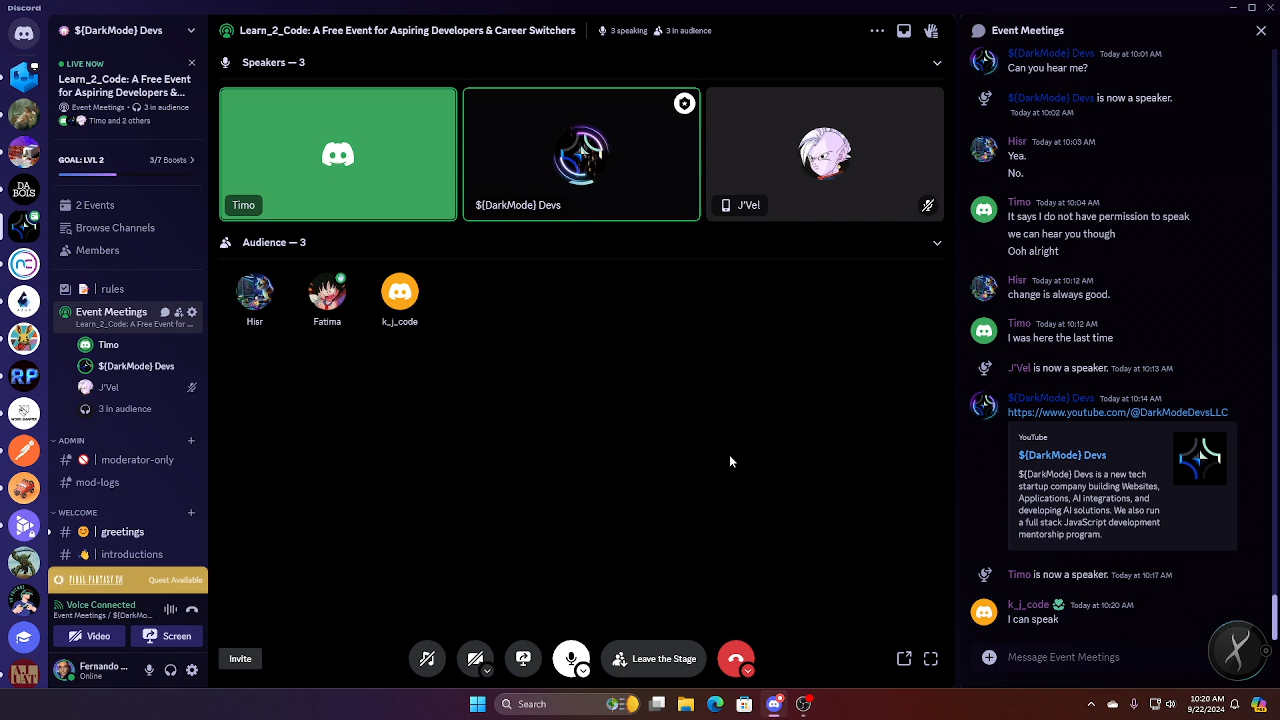 Discord
${DarkMode} Devs
LIVE NOW
Learn_2_Code: A Free Event
for Aspiring Developers &
Career Switchers...
Event Meetings • 3 in audience
Timo and 2 others
GOAL: LVL 2
3/7 Boosts
2 Events
Browse Channels
Members
rules
Event Meetings
Learn_2_Code: A Free Event for ...
Timo
${DarkMode} Devs
J'Vel
3 in audience
ADMIN
moderator-only
mod-logs
WELCOME
greetings
introductions
FINAL FANTASY XVI
Quest Available
Voice Connected
Event Meetings / ${DarkMo...
Video
Screen
Fernando ...
Online
DA
BOIS
RP
Learn_2_Code: A Free Event for Aspiring Developers & Career Switchers
3 speaking
3 in audience
Speakers — 3
Timo
${DarkMode} Devs
J'Vel
Audience — 3
Hisr
Fatima
k_j_code
Invite
Leave the Stage
Event Meetings
${DarkMode} Devs Today at 10:01 AM
Can you hear me?
${DarkMode} Devs is now a speaker.
Today at 10:02 AM
Hisr Today at 10:03 AM
Yea.
No.
Timo Today at 10:04 AM
It says I do not have permission to speak
we can hear you though
Ooh alright
Hisr Today at 10:12 AM
change is always good.
Timo Today at 10:12 AM
I was here the last time
J'Vel is now a speaker. Today at 10:13 AM
${DarkMode} Devs Today at 10:14 AM
https://www.youtube.com/@DarkModeDevsLLC
YouTube
${DarkMode} Devs
${DarkMode} Devs is a new tech
startup company building Websites,
Applications, AI integrations, and
developing AI solutions. We also run
a full stack JavaScript development
mentorship program.
Timo is now a speaker. Today at 10:17 AM
k_j_code Today at 10:20 AM
I can speak
Message Event Meetings
Search
10:20 AM
9/22/2024